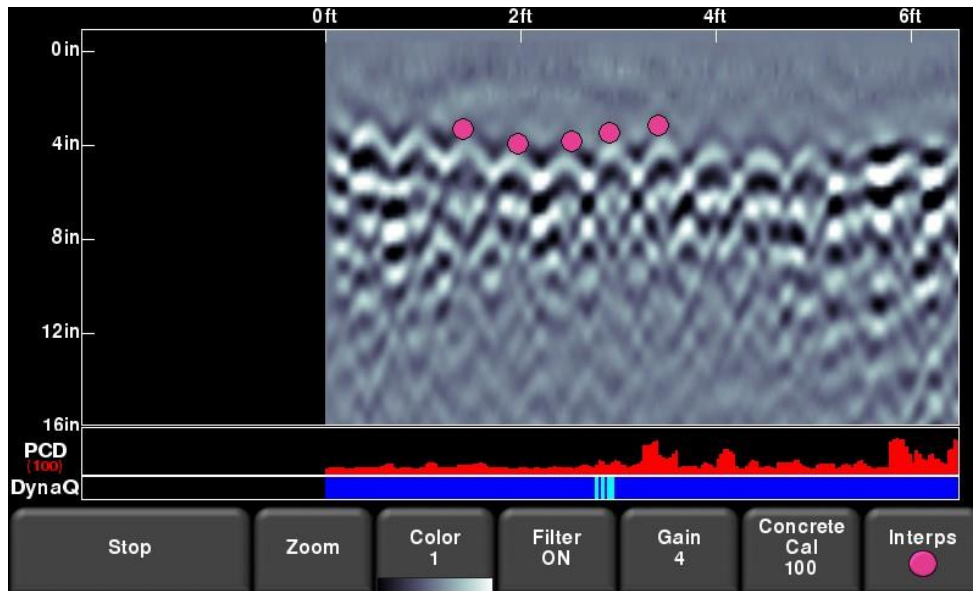 0ft 2ft 4ft 6ft
0in
4in
8in
12in
16in
PCD
(100)
DynaQ
Stop
Zoom
Color
1
Filter
ON
Gain
4
Concrete
Cal
100
Interps